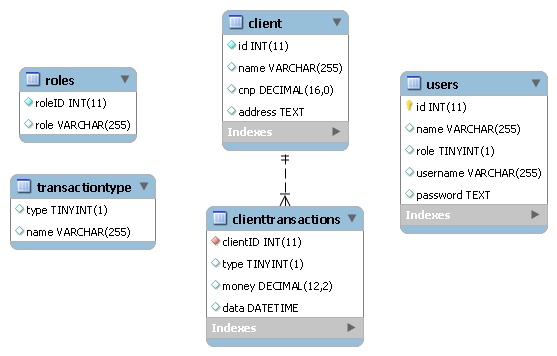 client
id INT(11)
name VARCHAR(255)
cnp DECIMAL(16,0)
address TEXT
Indexes
roles
roleID INT(11)
role VARCHAR(255)
users
id INT(11)
name VARCHAR(255)
role TINYINT(1)
username VARCHAR(255)
password TEXT
Indexes
transactiontype
type TINYINT(1)
name VARCHAR(255)
clienttransactions
clientID INT(11)
type TINYINT(1)
money DECIMAL(12,2)
data DATETIME
Indexes